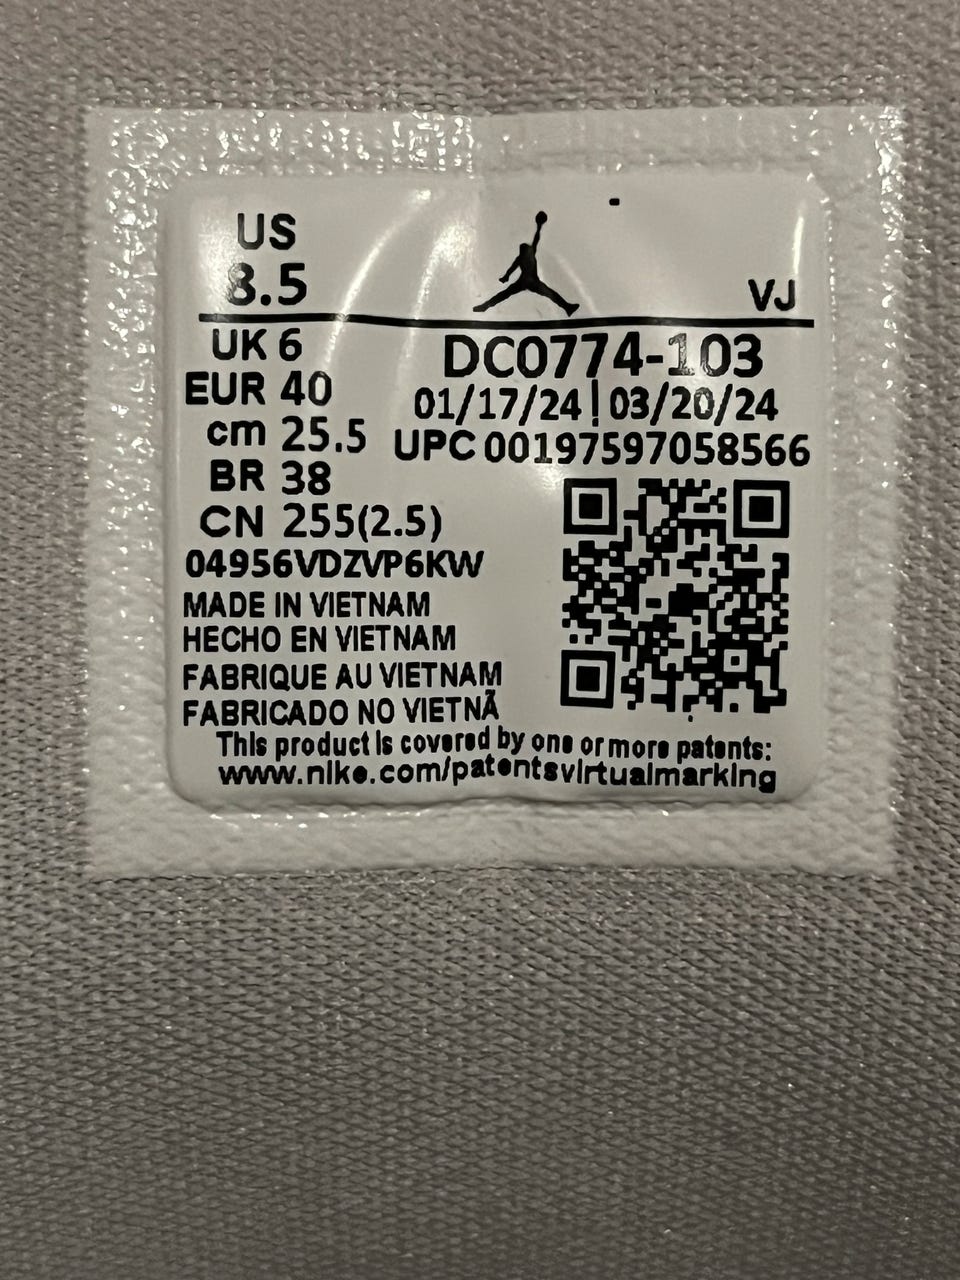 US
8.5
VJ
UK 6
DC0774-103
EUR 40
01/17/24 | 03/20/24
cm 25.5
UPC 00197597058566
BR 38
CN 255(2.5)
04956VDZVP6KW
MADE IN VIETNAM
HECHO EN VIETNAM
FABRIQUE AU VIETNAM
FABRICADO NO VIETNÃ
This product is covered by one or more patents:
www.nike.com/patentsvirtualmarking